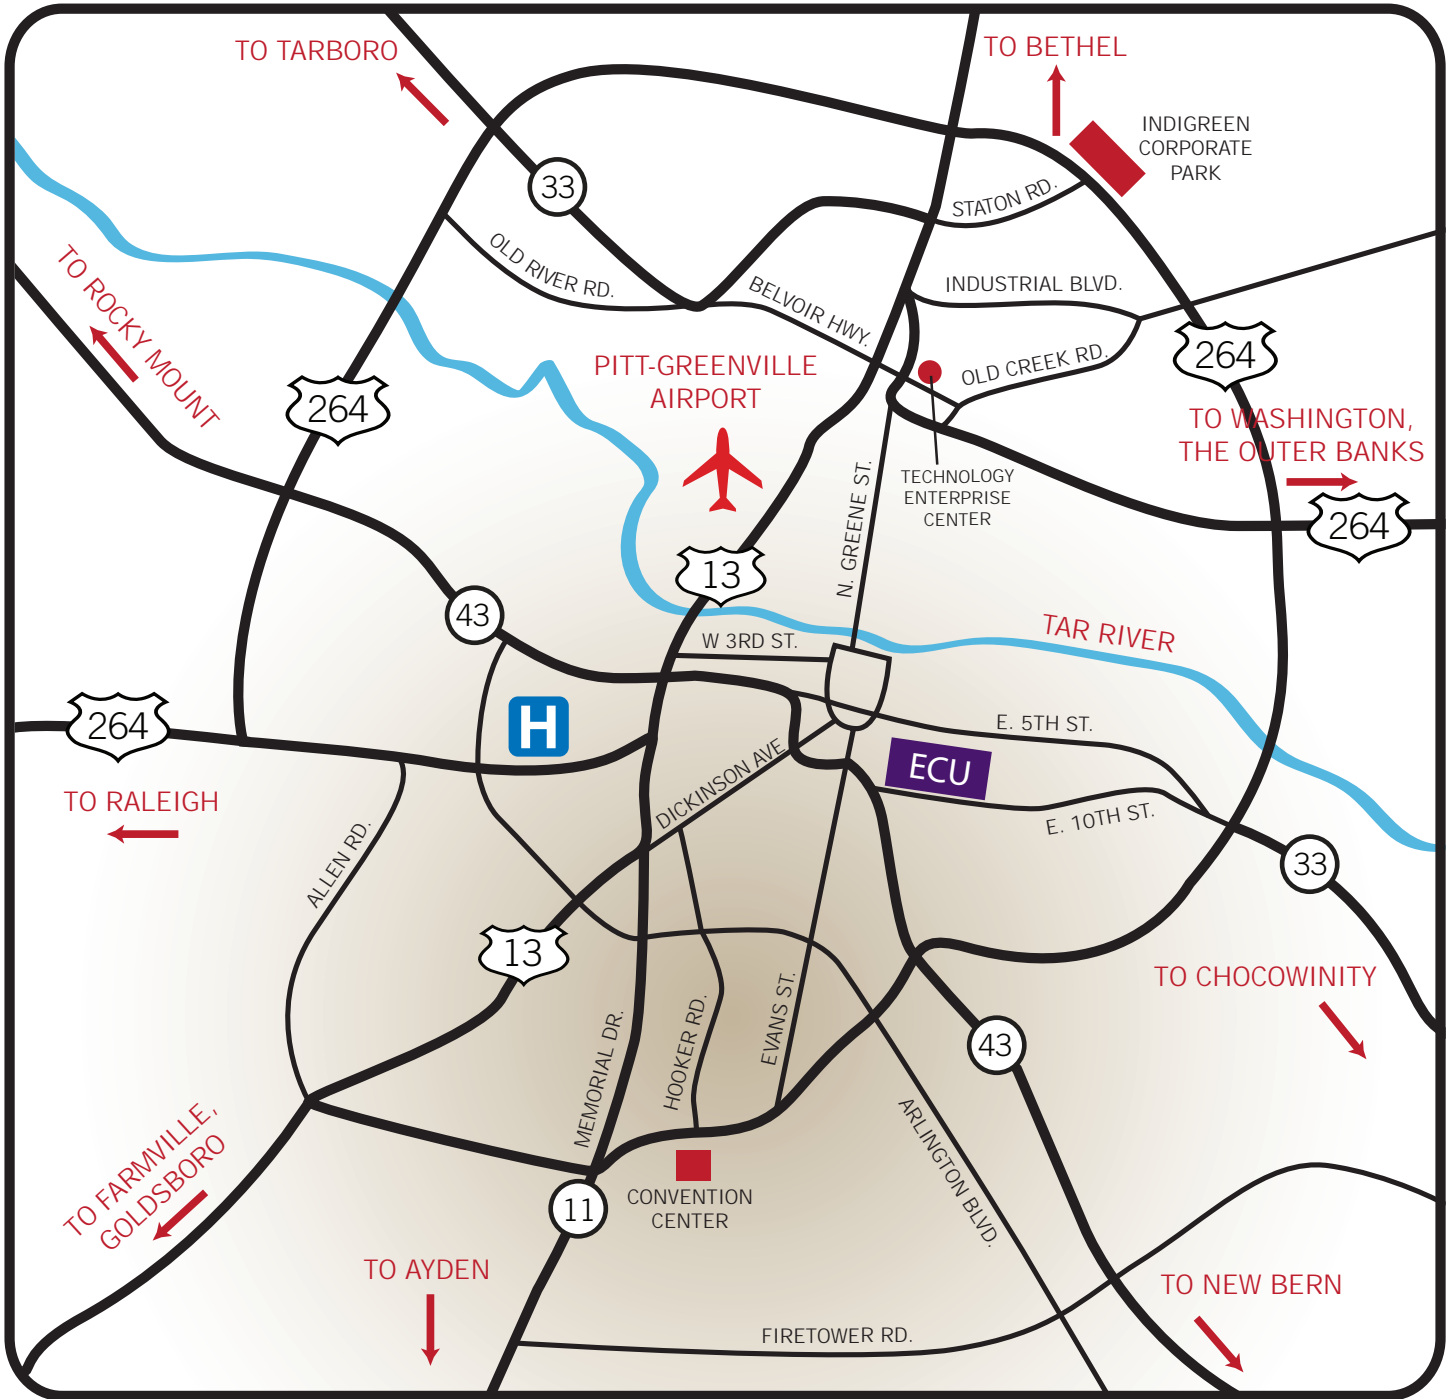 TO TARBORO
TO BETHEL
INDIGREEN
CORPORATE
PARK
33
STATON RD.
OLD RIVER RD.
BELVOIR HWY.
INDUSTRIAL BLVD.
TO ROCKY MOUNT
264
OLD CREEK RD.
264
PITT-GREENVILLE
AIRPORT
TO WASHINGTON,
THE OUTER BANKS
TECHNOLOGY
ENTERPRISE
CENTER
264
N. GREENE ST.
13
43
TAR RIVER
W 3RD ST.
264
H
E. 5TH ST.
ECU
DICKINSON AVE
TO RALEIGH
E. 10TH ST.
ALLEN RD.
33
13
TO CHOCOWINITY
EVANS ST.
HOOKER RD.
MEMORIAL DR.
43
TO FARMVILLE,
GOLDSBORO
ARLINGTON BLVD.
11
CONVENTION
CENTER
TO AYDEN
TO NEW BERN
FIRETOWER RD.